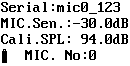 Serial:mic0_123
MIC.Sen.:-30.0dB
Cali.SPL: 94.0dB
MIC. No:0